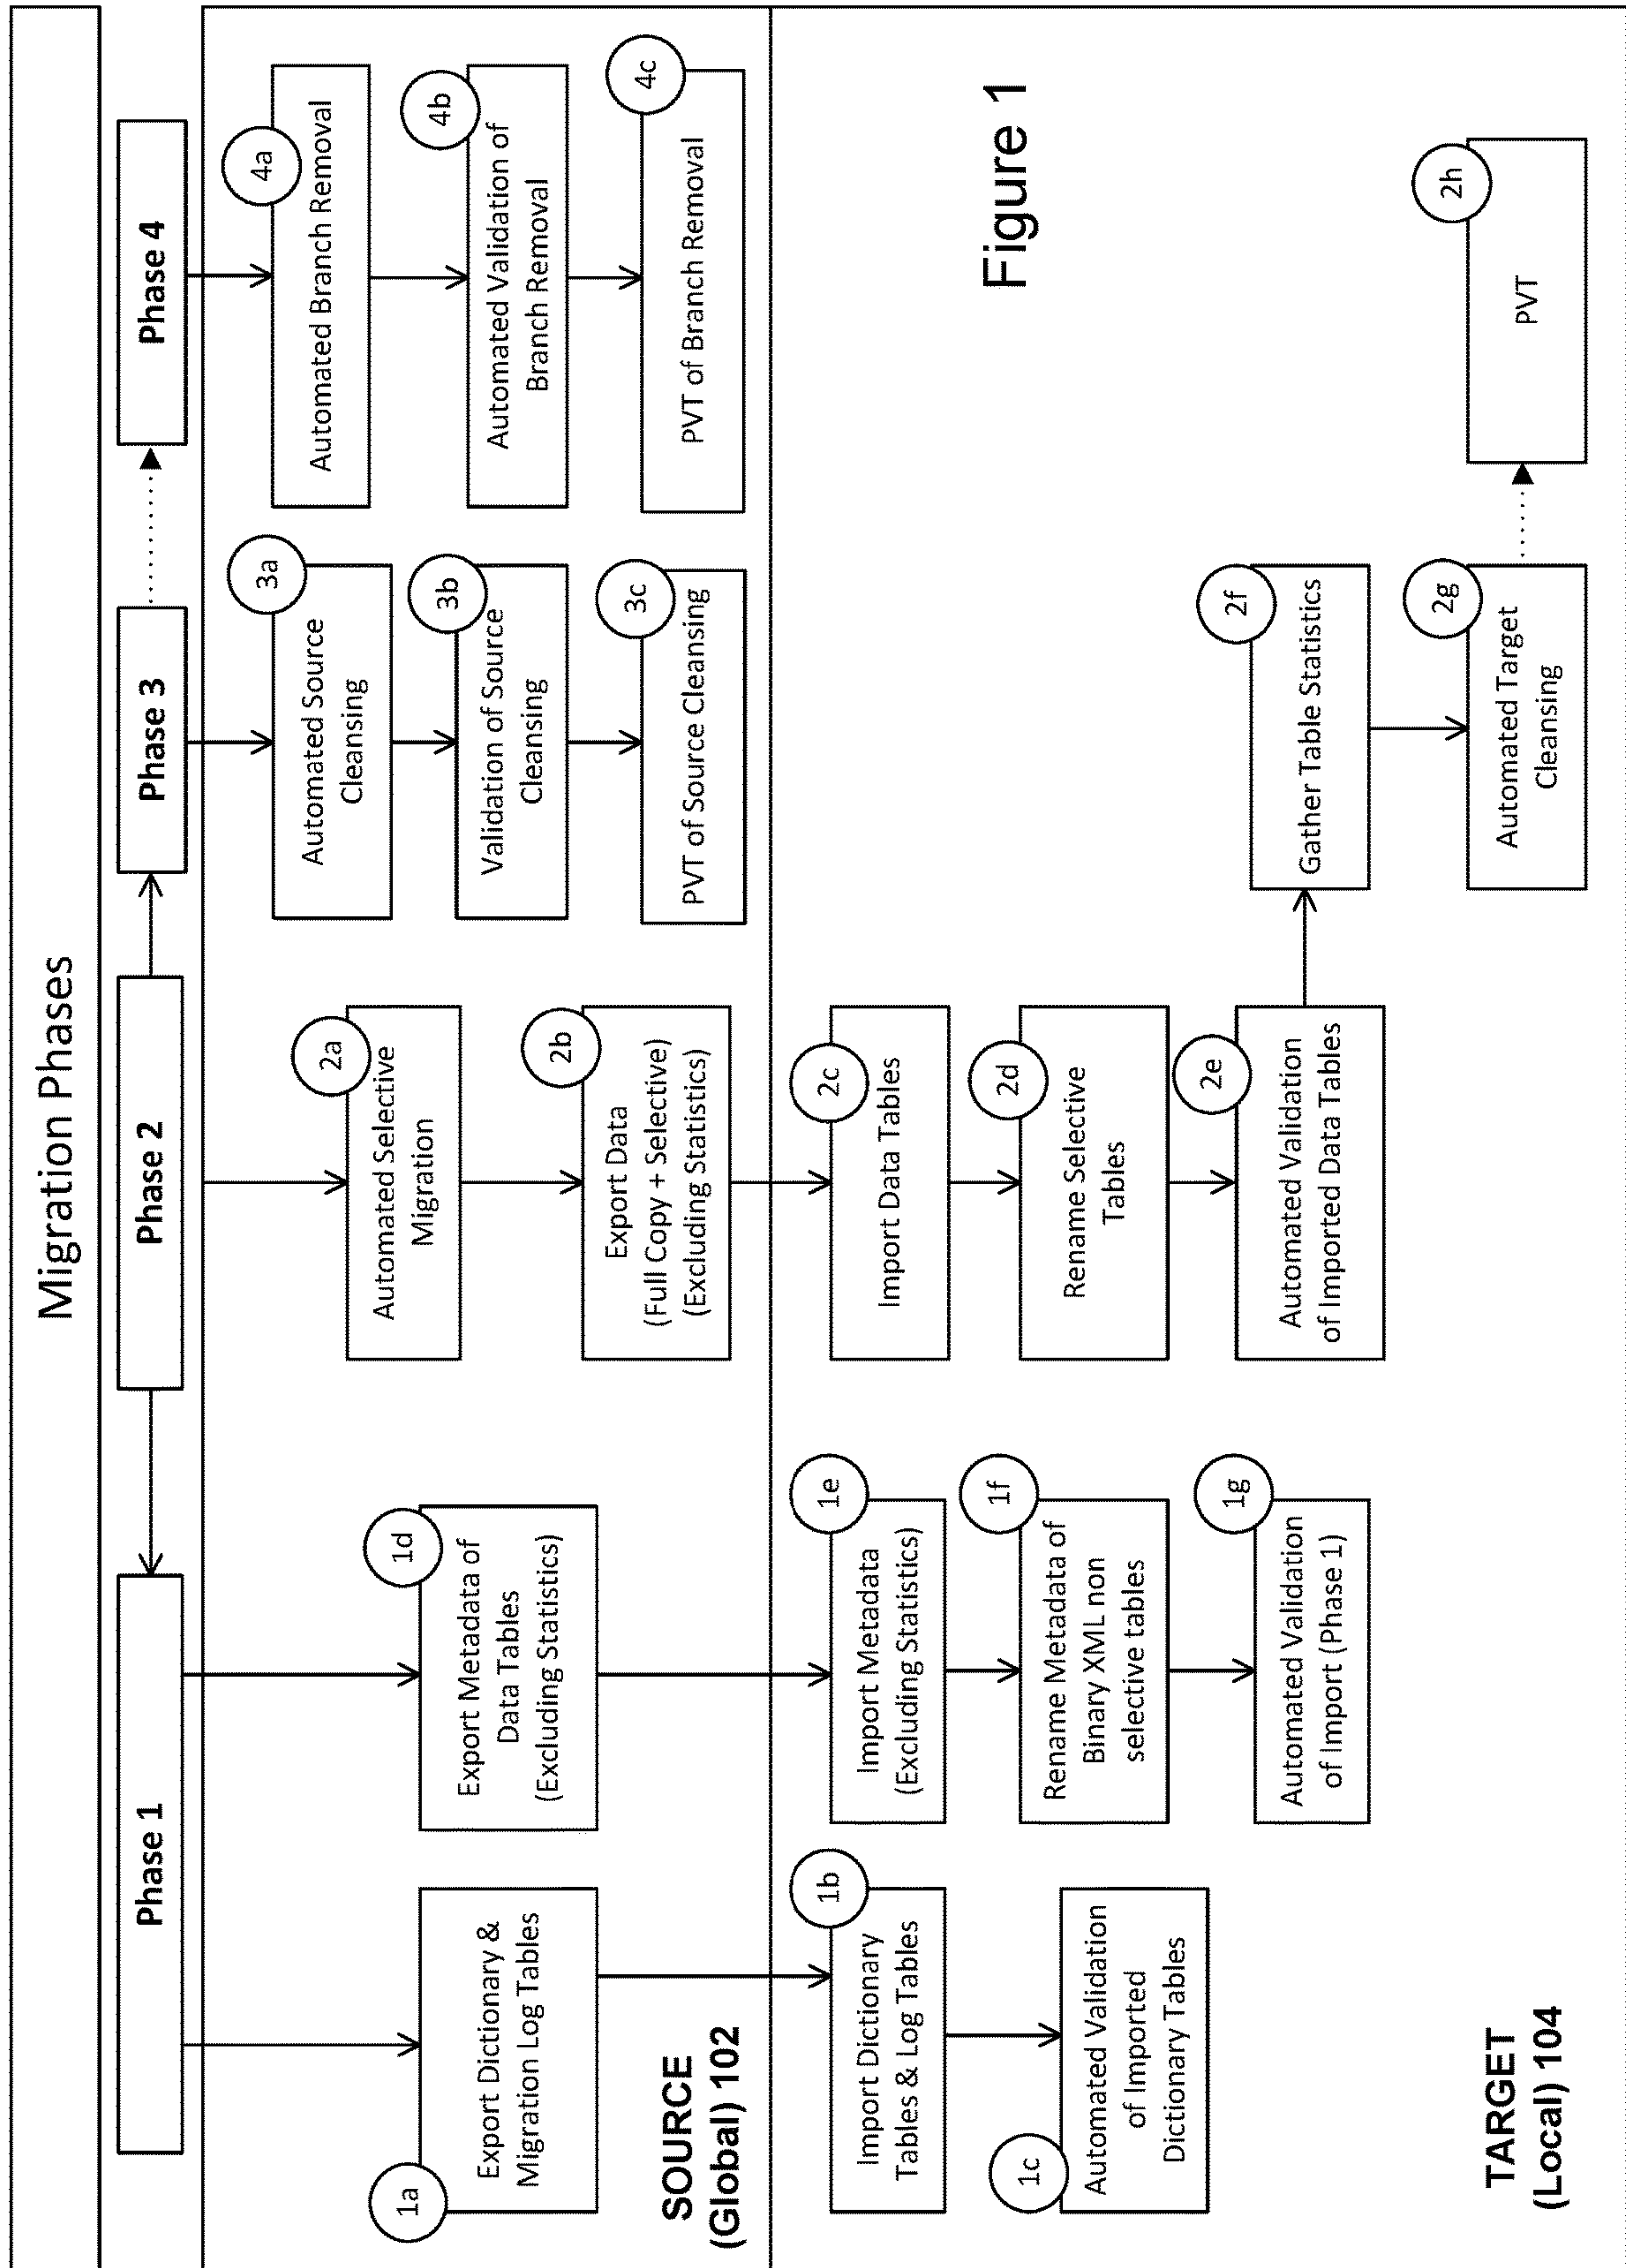 Migration Phases
Phase 1
Phase 2
Phase 3
Phase 4
1a
Export Dictionary &
Migration Log Tables
1d
Export Metadata of
Data Tables
(Excluding Statistics)
2a
Automated Selective
Migration
2b
Export Data
(Full Copy + Selective)
(Excluding Statistics)
3a
Automated Source
Cleansing
3b
Validation of Source
Cleansing
3c
PVT of Source Cleansing
4a
Automated Branch Removal
4b
Automated Validation of
Branch Removal
4c
PVT of Branch Removal
SOURCE
(Global) 102
1b
Import Dictionary
Tables & Log Tables
1c
Automated Validation
of Imported
Dictionary Tables
1e
Import Metadata
(Excluding Statistics)
1f
Rename Metadata of
Binary XML non
selective tables
1g
Automated Validation
of Import (Phase 1)
2c
Import Data Tables
2d
Rename Selective
Tables
2e
Automated Validation
of Imported Data Tables
2f
Gather Table Statistics
2g
Automated Target
Cleansing
2h
PVT
TARGET
(Local) 104
Figure 1